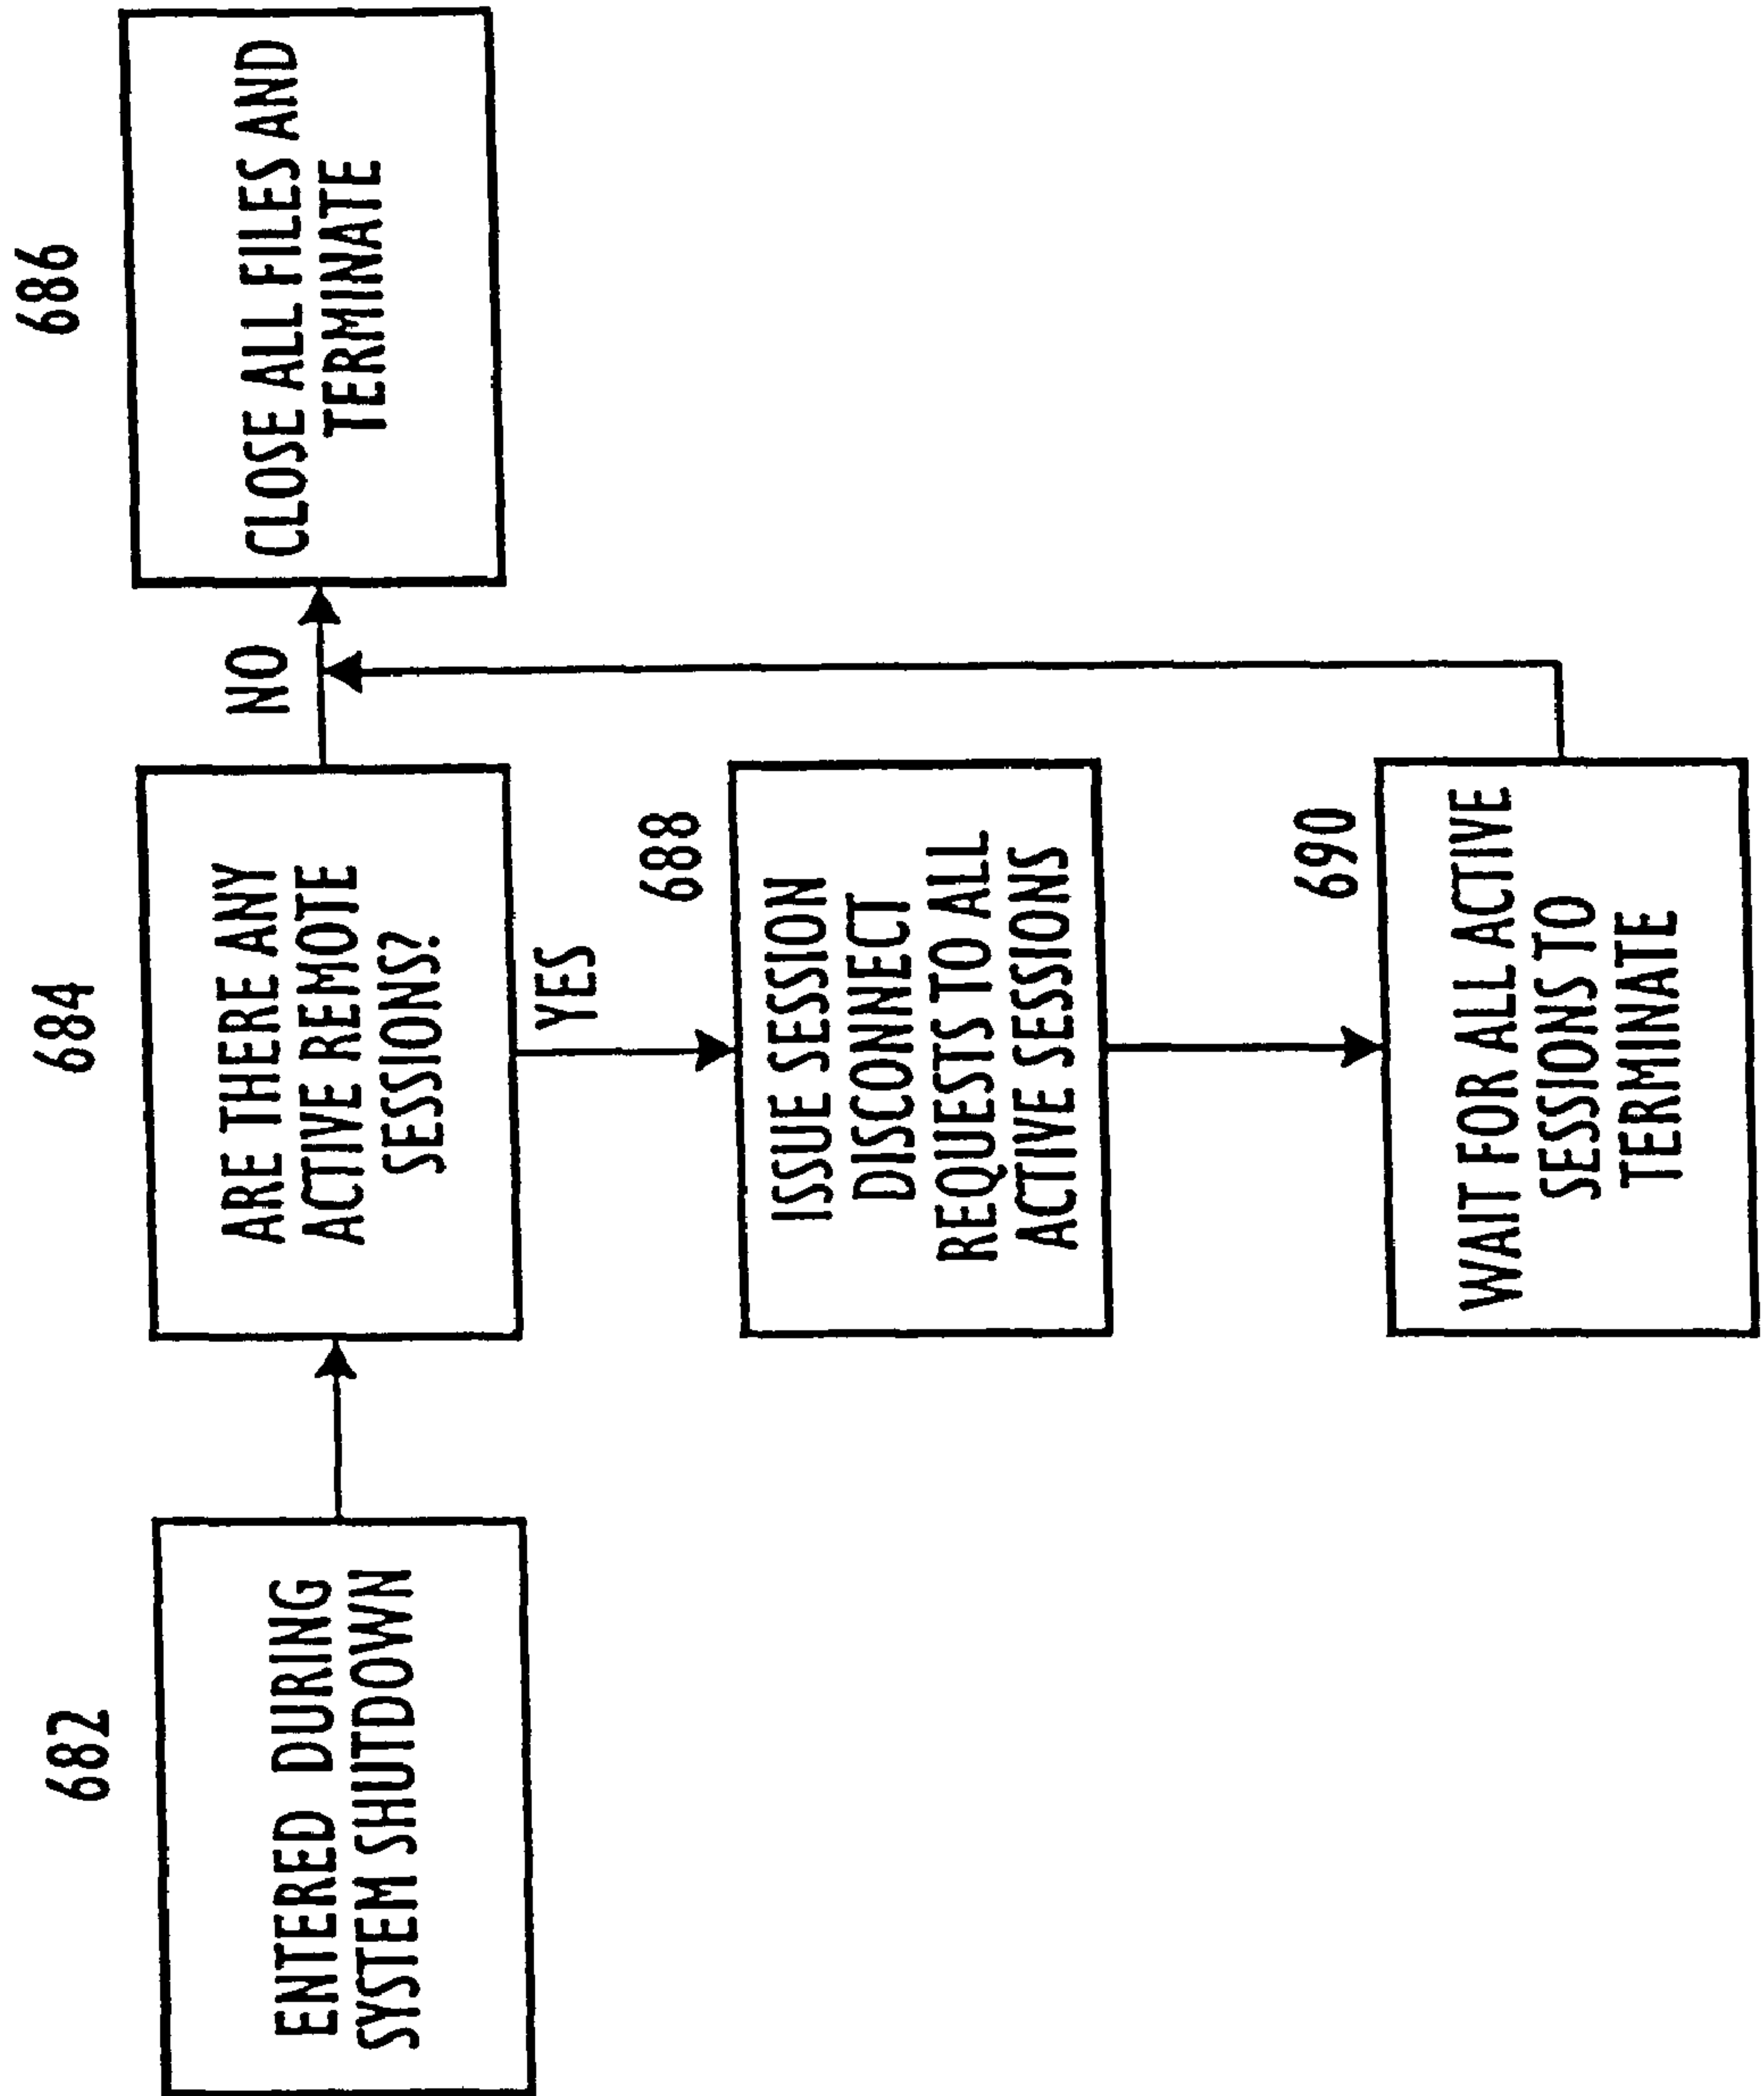 682
ENTERED DURING
SYSTEM SHUTDOWN
684
ARE THERE ANY
ACTIVE REMOTE
SESSIONS?
NO
686
CLOSE ALL FILES AND
TERMINATE
YES
688
ISSUE SESSION
DISCONNECT
REQUESTS TO ALL
ACTIVE SESSIONS
690
WAIT FOR ALL ACTIVE
SESSIONS TO
TERMINATE